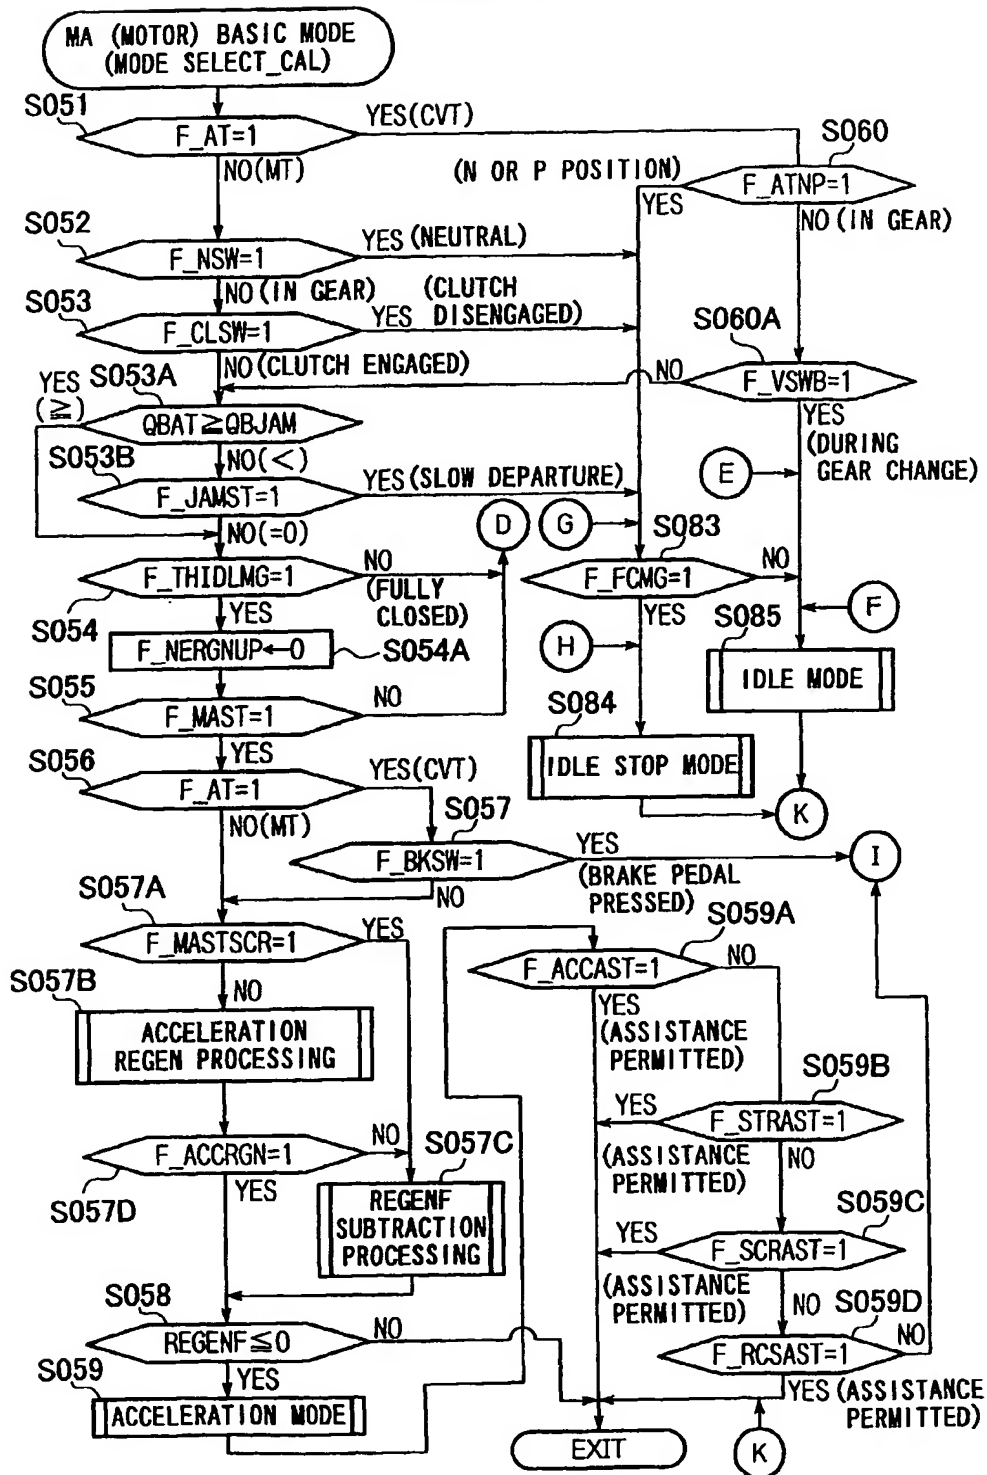 MA (MOTOR) BASIC MODE
(MODE SELECT_CAL)
S051
F_AT=1
YES(CVT)
NO(MT)
S060
(N OR P POSITION)
F_ATNP=1
YES
NO(IN GEAR)
S052
F_NSW=1
YES(NEUTRAL)
NO(IN GEAR)
S053
F_CLSW=1
YES
(CLUTCH
DISENGAGED)
NO(CLUTCH ENGAGED)
S060A
F_VSWB=1
NO
YES
(DURING
GEAR CHANGE)
S053A
YES
(≧)
QBAT≧QBJAM
NO(<)
S053B
F_JAMST=1
YES(SLOW DEPARTURE)
NO(=0)
E
D
G
S083
F_FCMG=1
NO
YES
S054
F_THIDLMG=1
NO
(FULLY
CLOSED)
YES
F_NERGNUP←0
S054A
H
F
S085
IDLE MODE
S055
F_MAST=1
NO
YES
S084
IDLE STOP MODE
K
S056
F_AT=1
YES(CVT)
NO(MT)
S057
F_BKSW=1
YES
(BRAKE PEDAL
PRESSED)
NO
I
S057A
F_MASTSCR=1
YES
NO
S057B
ACCELERATION
REGEN PROCESSING
S057D
F_ACCRGN=1
NO
YES
S057C
REGENF
SUBTRACTION
PROCESSING
S058
REGENF≦0
NO
YES
S059
ACCELERATION MODE
S059A
F_ACCAST=1
NO
YES
(ASSISTANCE
PERMITTED)
S059B
F_STRAST=1
YES
(ASSISTANCE
PERMITTED)
NO
S059C
F_SCRAST=1
YES
(ASSISTANCE
PERMITTED)
NO
S059D
F_RCSAST=1
NO
YES(ASSISTANCE
PERMITTED)
EXIT
K